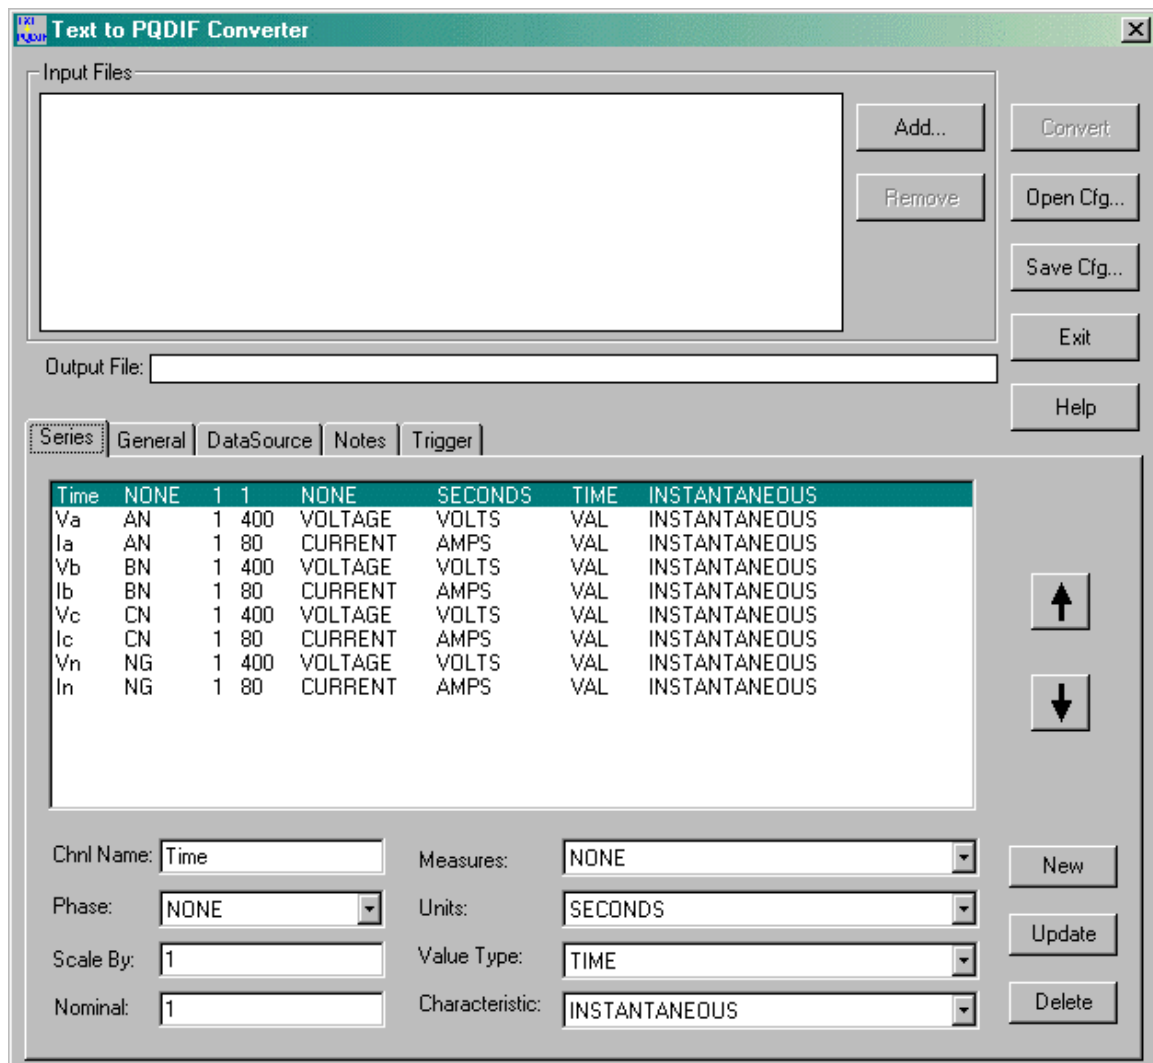 TXT
PQDIF
Text to PQDIF Converter
Input Files
Add...
Remove
Convert
Open Cfg...
Save Cfg...
Exit
Help
Output File:
Series General DataSource Notes Trigger
Time NONE 1 1 NONE SECONDS TIME INSTANTANEOUS
Va AN 1 400 VOLTAGE VOLTS VAL INSTANTANEOUS
Ia AN 1 80 CURRENT AMPS VAL INSTANTANEOUS
Vb BN 1 400 VOLTAGE VOLTS VAL INSTANTANEOUS
Ib BN 1 80 CURRENT AMPS VAL INSTANTANEOUS
Vc CN 1 400 VOLTAGE VOLTS VAL INSTANTANEOUS
Ic CN 1 80 CURRENT AMPS VAL INSTANTANEOUS
Vn NG 1 400 VOLTAGE VOLTS VAL INSTANTANEOUS
In NG 1 80 CURRENT AMPS VAL INSTANTANEOUS
Chnl Name: Time
Phase: NONE
Scale By: 1
Nominal: 1
Measures: NONE
Units: SECONDS
Value Type: TIME
Characteristic: INSTANTANEOUS
New
Update
Delete